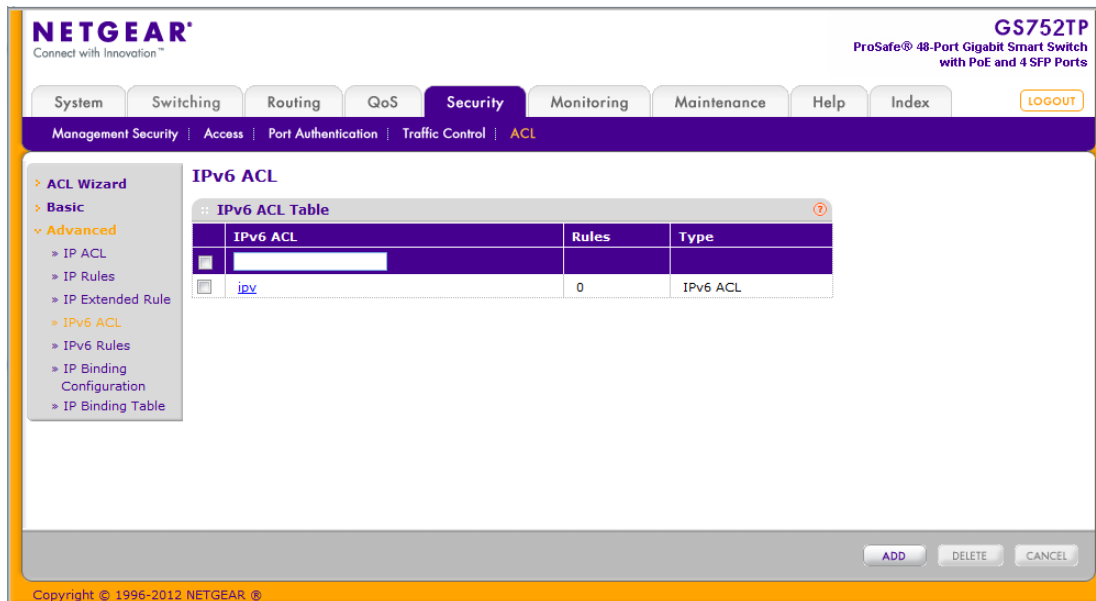 NETGEAR®
Connect with Innovation™
GS752TP
ProSafe® 48-Port Gigabit Smart Switch
with PoE and 4 SFP Ports
System Switching Routing QoS Security Monitoring Maintenance Help Index LOGOUT
Management Security Access Port Authentication Traffic Control ACL
ACL Wizard
Basic
Advanced
» IP ACL
» IP Rules
» IP Extended Rule
» IPv6 ACL
» IPv6 Rules
» IP Binding
Configuration
» IP Binding Table
IPv6 ACL
IPv6 ACL Table ?
IPv6 ACL Rules Type
ipv 0 IPv6 ACL
ADD DELETE CANCEL
Copyright © 1996-2012 NETGEAR ®